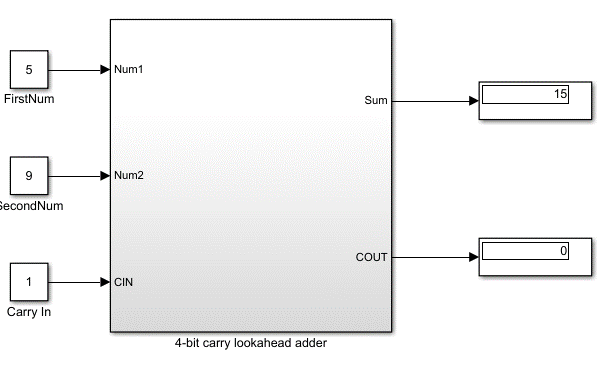 5
FirstNum
Num1
Sum
15
9
SecondNum
Num2
1
Carry In
CIN
COUT
0
4-bit carry lookahead adder